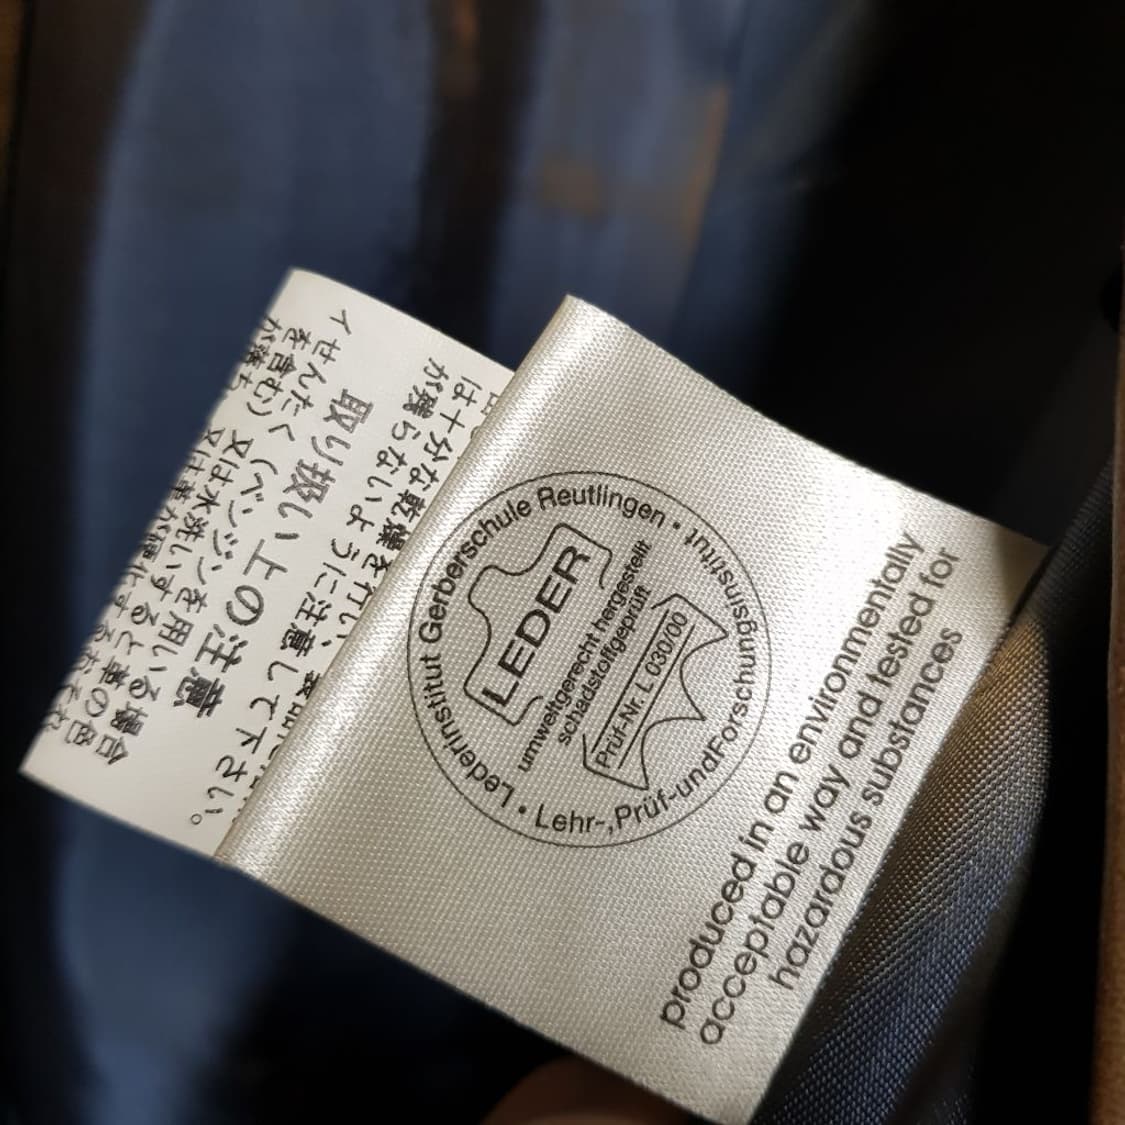 Lederinstitut Gerberschule Reutlingen •
Lehr-,Prüf-undForschungsinstitut •
LEDER
umweltgerecht hergestellt
schadstoffgeprüft
Prüf-Nr. L 030/00
produced in an environmentally
acceptable way and tested for
hazardous substances
取り扱い上の注意
イ せんたく (ベンジンを用いる場合
を含む) 又は水洗いすると革の色
は十分な乾燥を行い、
が残らないように注意して下さい。